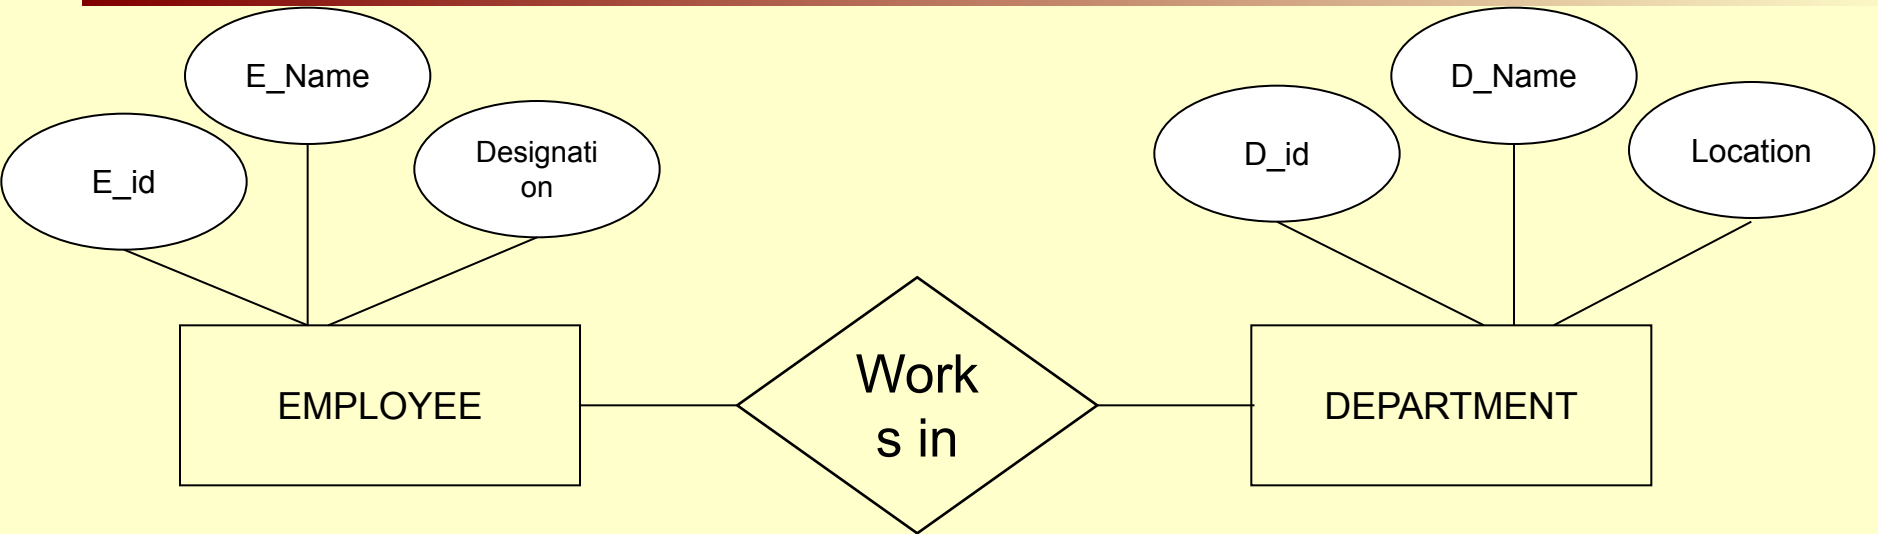 E_Name
E_id
Designati
on
D_Name
D_id
Location
EMPLOYEE
Work
s in
DEPARTMENT